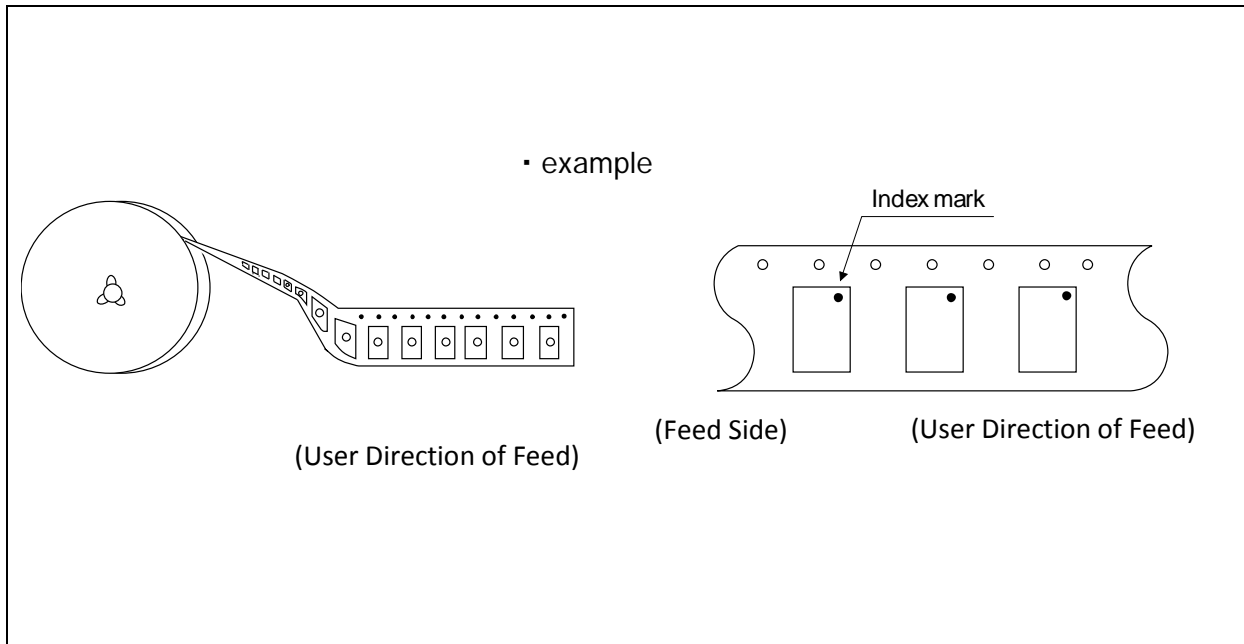 ▪ example
Index mark
(Feed Side)
(User Direction of Feed)
(User Direction of Feed)